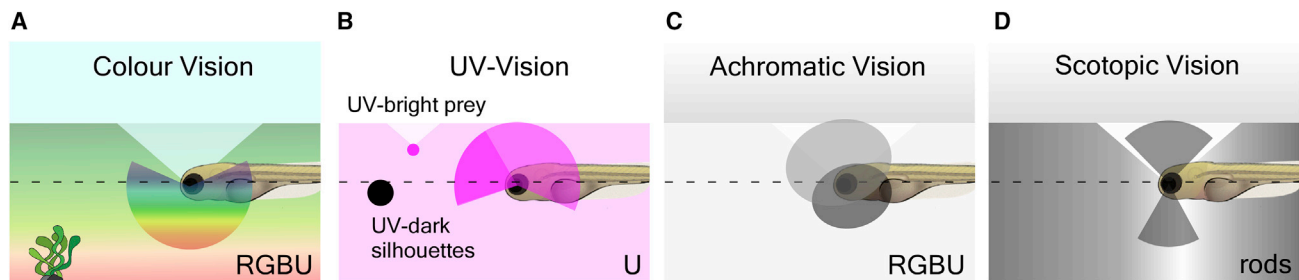 A
Colour Vision
RGBU
B
UV-Vision
UV-bright prey
UV-dark
silhouettes
U
C
Achromatic Vision
RGBU
D
Scotopic Vision
rods